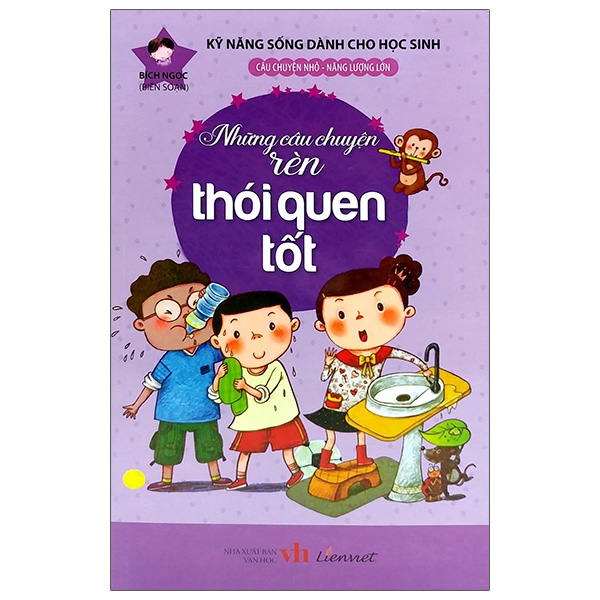 KỸ NĂNG SỐNG DÀNH CHO HỌC SINH
CÂU CHUYỆN NHỎ - NĂNG LƯỢNG LỚN
BÍCH NGỌC
(BIÊN SOẠN)
Những câu chuyện
rèn
thói quen
tốt
NHÀ XUẤT BẢN
VĂN HỌC
vh
Lienviet